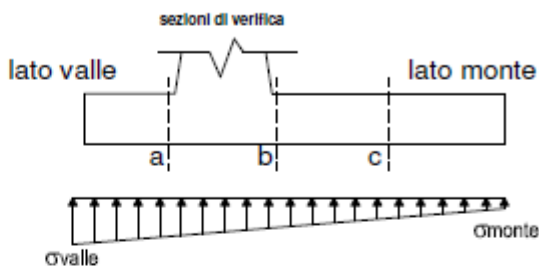 sezioni di verifica
lato valle
lato monte
a
b
c
σmonte
σvalle